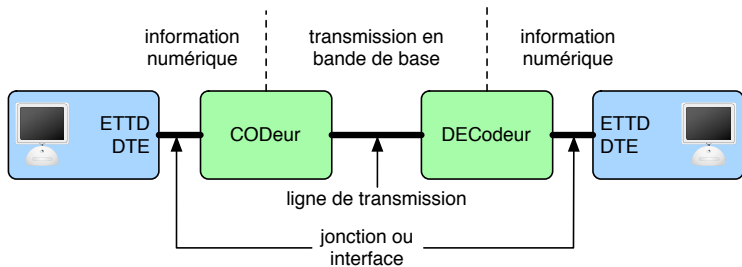 information
numérique
transmission en
bande de base
information
numérique
ETTD
DTE
CODeur
DECodeur
ETTD
DTE
ligne de transmission
jonction ou
interface